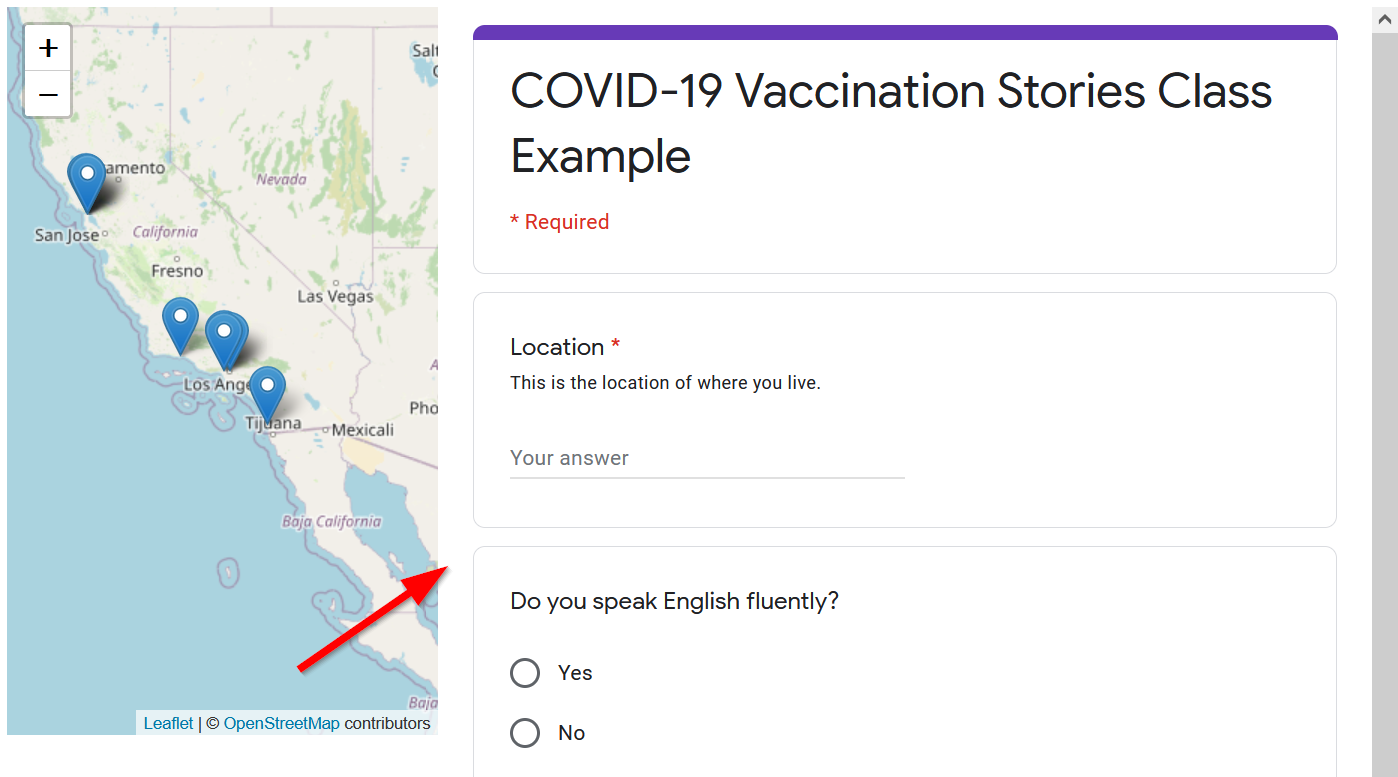 +
−
Salt
amento
Nevada
San Jose
California
Fresno
Las Vegas
Los Ange
Pho
Tijuana
Mexicali
Baja California
Baja
Leaflet | © OpenStreetMap contributors
COVID-19 Vaccination Stories Class
Example
* Required
Location *
This is the location of where you live.
Your answer
Do you speak English fluently?
Yes
No